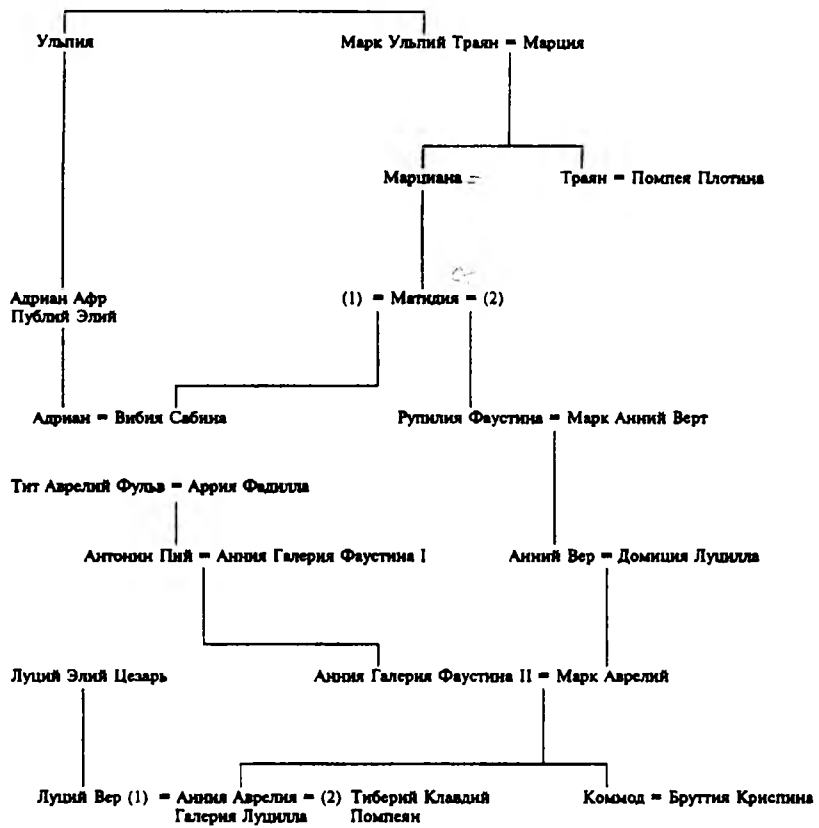 Ульпия Марк Ульпий Траян = Марция
Марциана = Траян = Помпея Плотина
Адриан Афр
Публий Элий
(1) = Матидия = (2)
Адриан = Вибия Сабина Рупилия Фаустина = Марк Анний Верт
Тит Аврелий Фульв = Аррия Фадилла
Антонин Пий = Анния Галерия Фаустина I Анний Вер = Домиция Луцилла
Луций Элий Цезарь Анния Галерия Фаустина II = Марк Аврелий
Луций Вер (1) = Анния Аврелия = (2) Тиберий Клавдий Коммод = Бруттия Криспина
Галерия Луцилла Помпеян